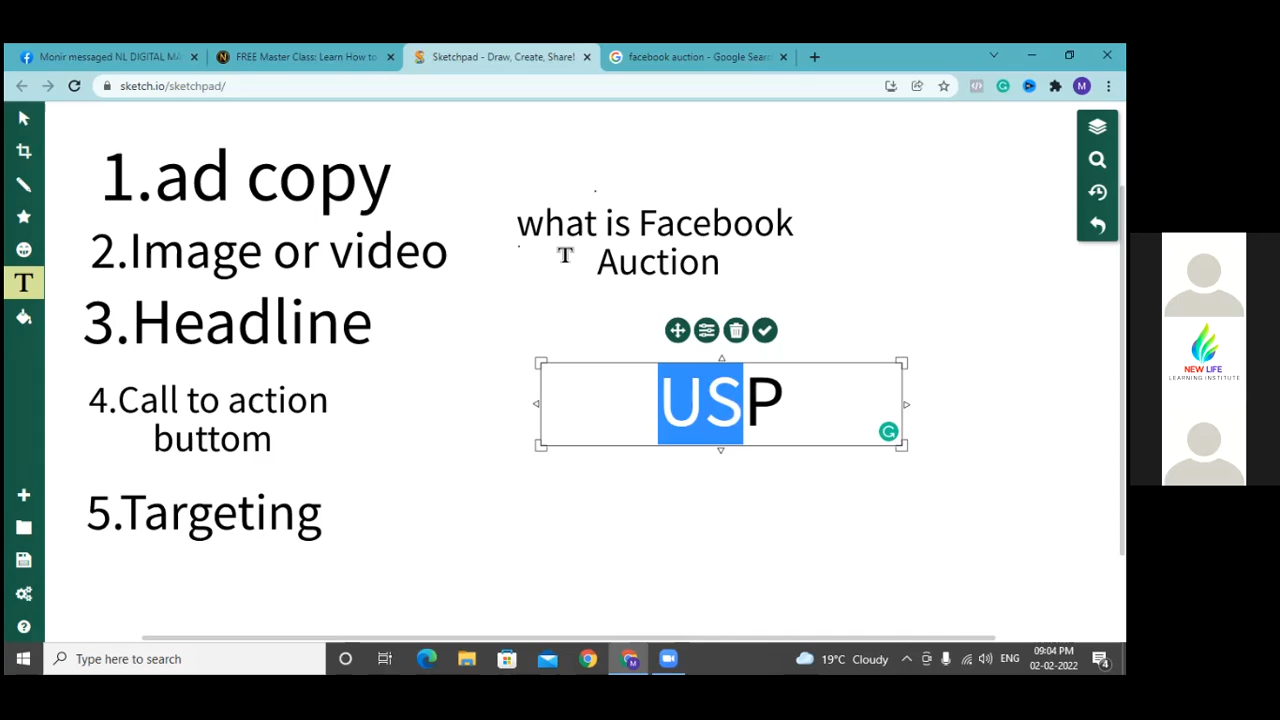 Monir messaged NL DIGITAL MA
FREE Master Class: Learn How to
Sketchpad - Draw, Create, Share!
facebook auction - Google Sear
sketch.io/sketchpad/
M
1.ad copy
2.Image or video
3.Headline
4.Call to action
buttom
5.Targeting
what is Facebook
Auction
USP
T
NEW LIFE
LEARNING INSTITUTE
Type here to search
19°C Cloudy
ENG
09:04 PM
02-02-2022
4